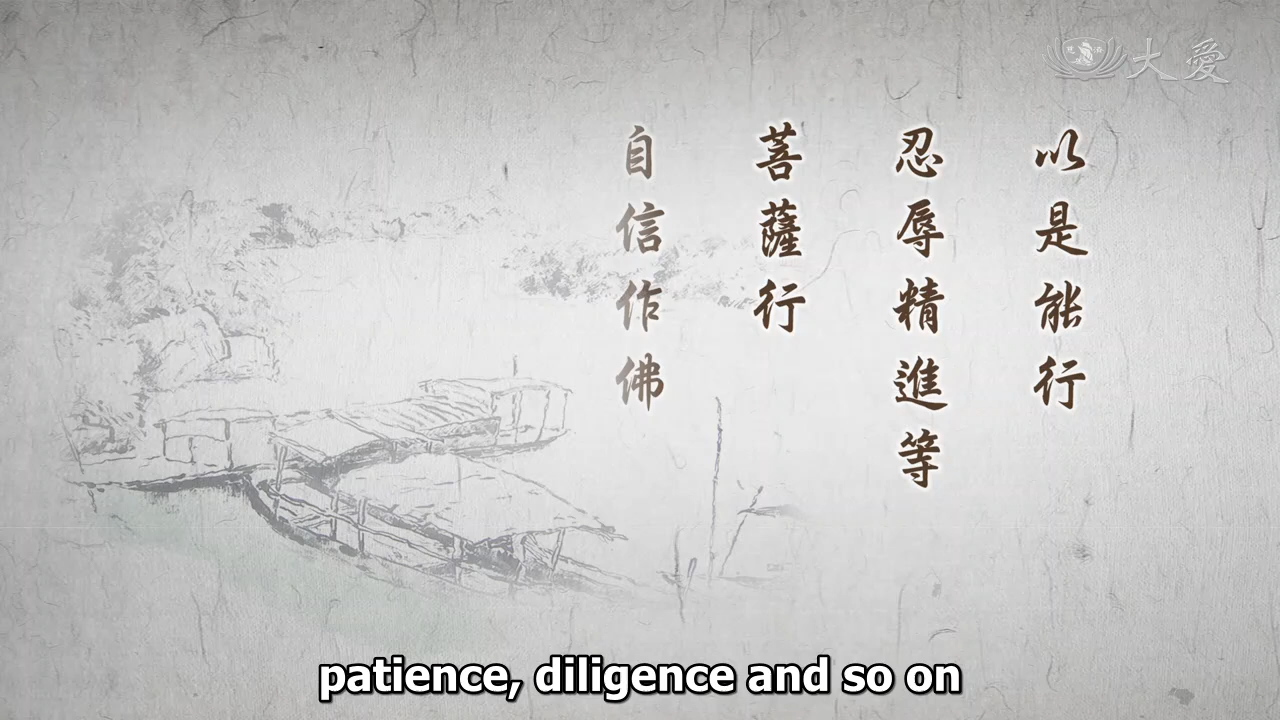 大愛
以是能行
忍辱精進等
菩薩行
自信作佛
patience, diligence and so on